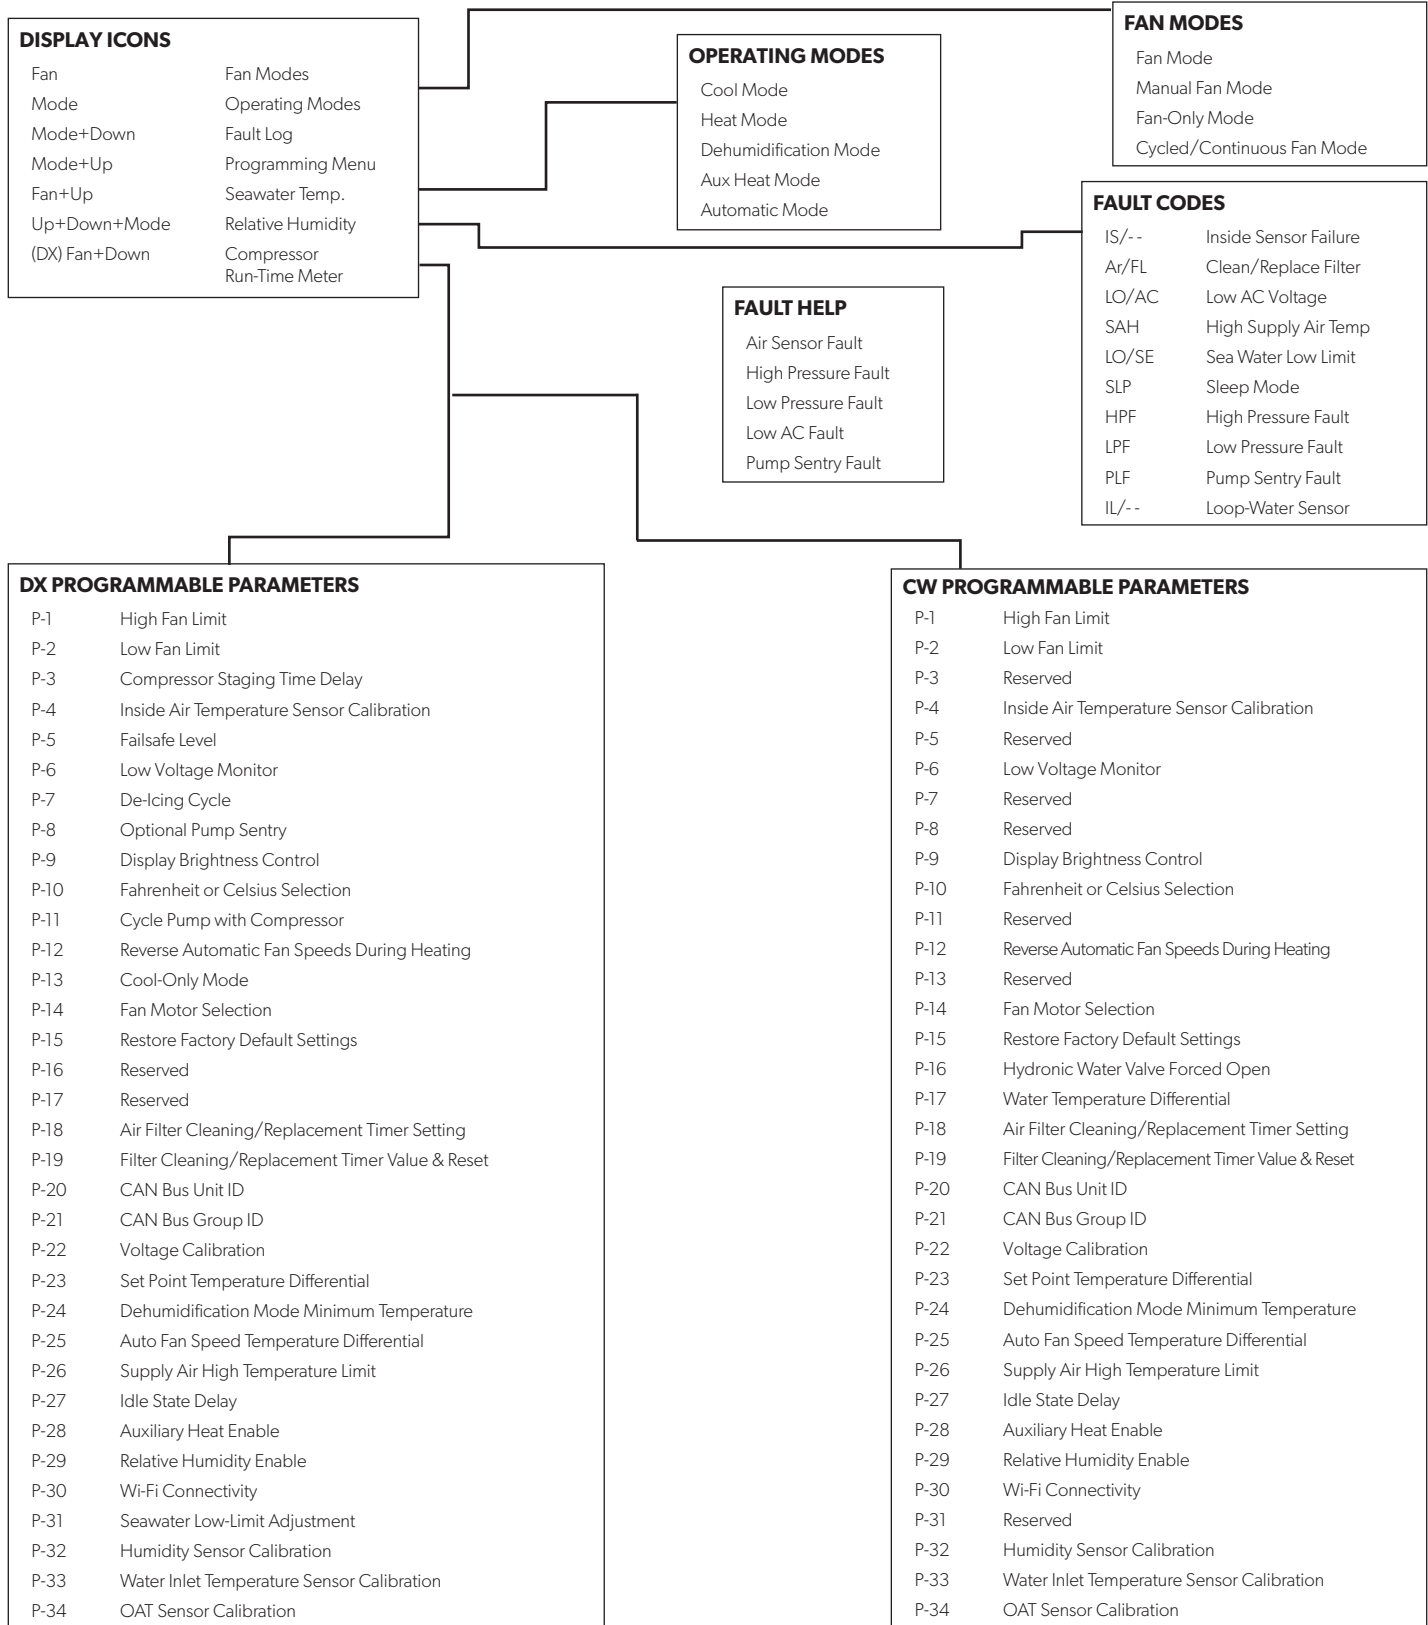 DISPLAY ICONS
Fan Fan Modes
Mode Operating Modes
Mode+Down Fault Log
Mode+Up Programming Menu
Fan+Up Seawater Temp.
Up+Down+Mode Relative Humidity
(DX) Fan+Down Compressor
Run-Time Meter
OPERATING MODES
Cool Mode
Heat Mode
Dehumidification Mode
Aux Heat Mode
Automatic Mode
FAN MODES
Fan Mode
Manual Fan Mode
Fan-Only Mode
Cycled/Continuous Fan Mode
FAULT CODES
IS/-- Inside Sensor Failure
Ar/FL Clean/Replace Filter
LO/AC Low AC Voltage
SAH High Supply Air Temp
LO/SE Sea Water Low Limit
SLP Sleep Mode
HPF High Pressure Fault
LPF Low Pressure Fault
PLF Pump Sentry Fault
IL/-- Loop-Water Sensor
FAULT HELP
Air Sensor Fault
High Pressure Fault
Low Pressure Fault
Low AC Fault
Pump Sentry Fault
DX PROGRAMMABLE PARAMETERS
P-1 High Fan Limit
P-2 Low Fan Limit
P-3 Compressor Staging Time Delay
P-4 Inside Air Temperature Sensor Calibration
P-5 Failsafe Level
P-6 Low Voltage Monitor
P-7 De-Icing Cycle
P-8 Optional Pump Sentry
P-9 Display Brightness Control
P-10 Fahrenheit or Celsius Selection
P-11 Cycle Pump with Compressor
P-12 Reverse Automatic Fan Speeds During Heating
P-13 Cool-Only Mode
P-14 Fan Motor Selection
P-15 Restore Factory Default Settings
P-16 Reserved
P-17 Reserved
P-18 Air Filter Cleaning/Replacement Timer Setting
P-19 Filter Cleaning/Replacement Timer Value & Reset
P-20 CAN Bus Unit ID
P-21 CAN Bus Group ID
P-22 Voltage Calibration
P-23 Set Point Temperature Differential
P-24 Dehumidification Mode Minimum Temperature
P-25 Auto Fan Speed Temperature Differential
P-26 Supply Air High Temperature Limit
P-27 Idle State Delay
P-28 Auxiliary Heat Enable
P-29 Relative Humidity Enable
P-30 Wi-Fi Connectivity
P-31 Seawater Low-Limit Adjustment
P-32 Humidity Sensor Calibration
P-33 Water Inlet Temperature Sensor Calibration
P-34 OAT Sensor Calibration
CW PROGRAMMABLE PARAMETERS
P-1 High Fan Limit
P-2 Low Fan Limit
P-3 Reserved
P-4 Inside Air Temperature Sensor Calibration
P-5 Reserved
P-6 Low Voltage Monitor
P-7 Reserved
P-8 Reserved
P-9 Display Brightness Control
P-10 Fahrenheit or Celsius Selection
P-11 Reserved
P-12 Reverse Automatic Fan Speeds During Heating
P-13 Reserved
P-14 Fan Motor Selection
P-15 Restore Factory Default Settings
P-16 Hydronic Water Valve Forced Open
P-17 Water Temperature Differential
P-18 Air Filter Cleaning/Replacement Timer Setting
P-19 Filter Cleaning/Replacement Timer Value & Reset
P-20 CAN Bus Unit ID
P-21 CAN Bus Group ID
P-22 Voltage Calibration
P-23 Set Point Temperature Differential
P-24 Dehumidification Mode Minimum Temperature
P-25 Auto Fan Speed Temperature Differential
P-26 Supply Air High Temperature Limit
P-27 Idle State Delay
P-28 Auxiliary Heat Enable
P-29 Relative Humidity Enable
P-30 Wi-Fi Connectivity
P-31 Reserved
P-32 Humidity Sensor Calibration
P-33 Water Inlet Temperature Sensor Calibration
P-34 OAT Sensor Calibration